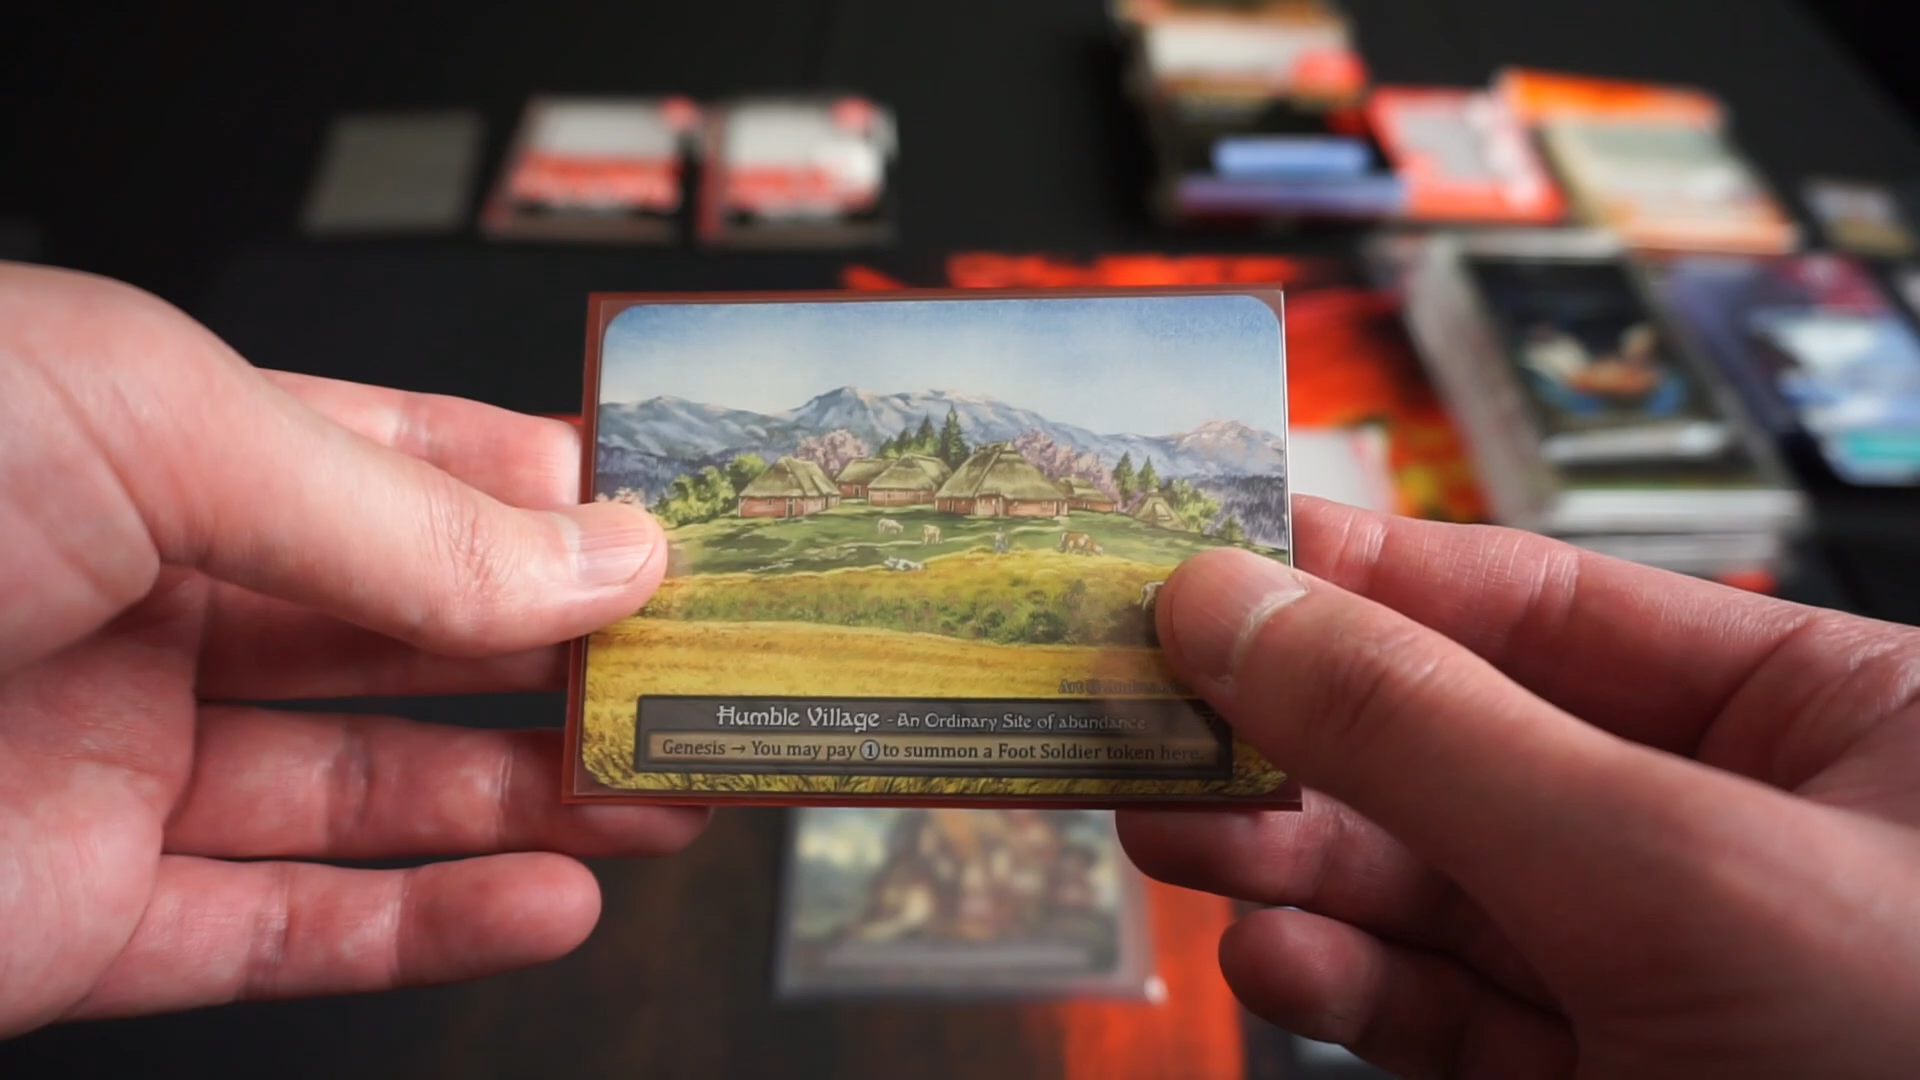 Humble Village - An Ordinary Site of abundance
Genesis → You may pay ① to summon a Foot Soldier token here.